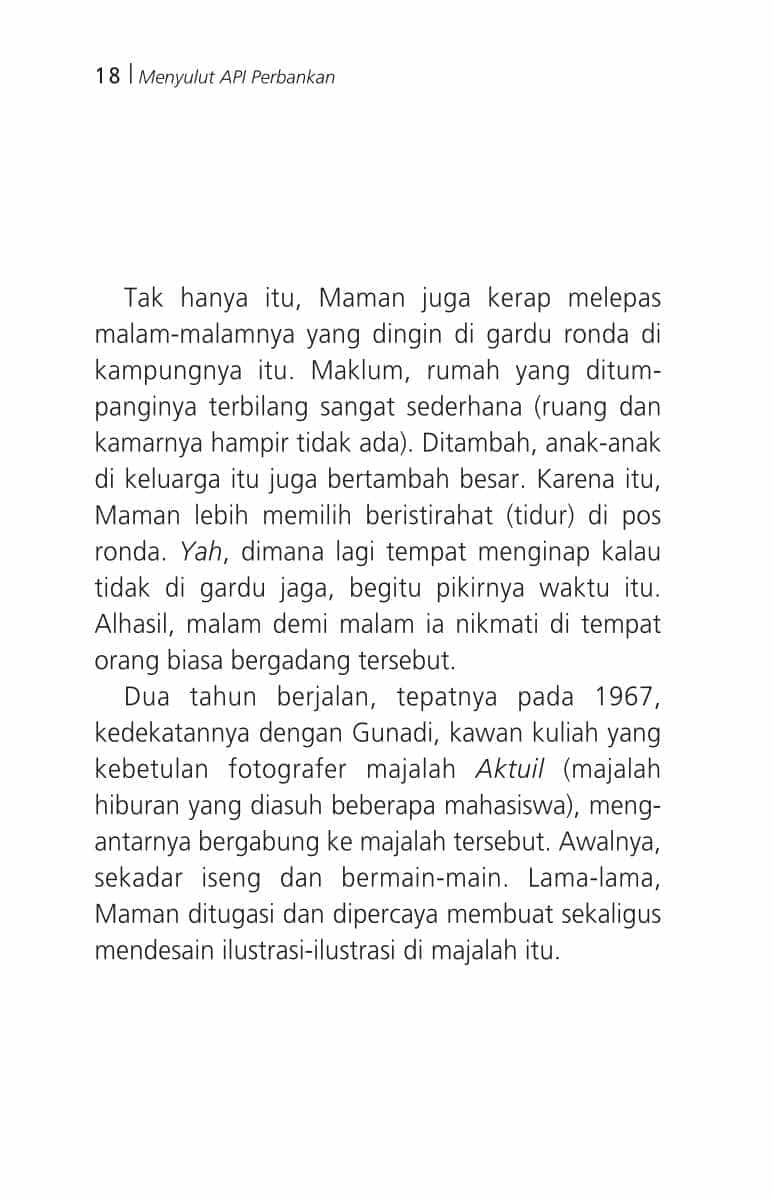 18 | Menyulut API Perbankan
Tak hanya itu, Maman juga kerap melepas
malam-malamnya yang dingin di gardu ronda di
kampungnya itu. Maklum, rumah yang ditum-
panginya terbilang sangat sederhana (ruang dan
kamarnya hampir tidak ada). Ditambah, anak-anak
di keluarga itu juga bertambah besar. Karena itu,
Maman lebih memilih beristirahat (tidur) di pos
ronda. Yah, dimana lagi tempat menginap kalau
tidak di gardu jaga, begitu pikirnya waktu itu.
Alhasil, malam demi malam ia nikmati di tempat
orang biasa bergadang tersebut.
Dua tahun berjalan, tepatnya pada 1967,
kedekatannya dengan Gunadi, kawan kuliah yang
kebetulan fotografer majalah Aktuil (majalah
hiburan yang diasuh beberapa mahasiswa), meng-
antarnya bergabung ke majalah tersebut. Awalnya,
sekadar iseng dan bermain-main. Lama-lama,
Maman ditugasi dan dipercaya membuat sekaligus
mendesain ilustrasi-ilustrasi di majalah itu.